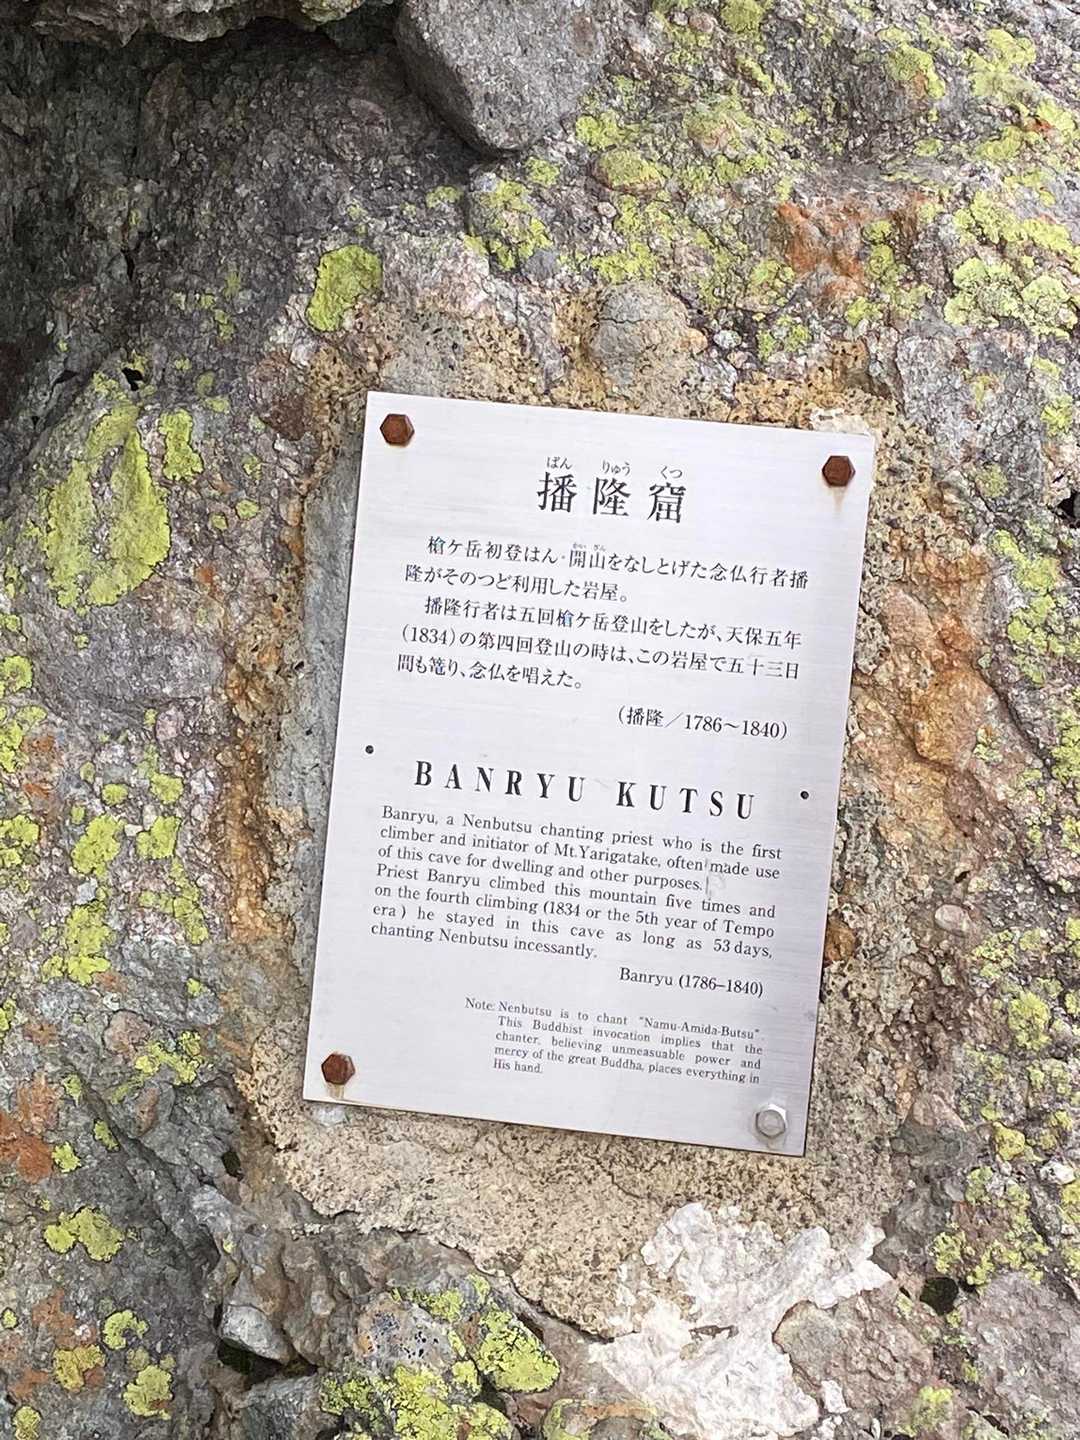 ばん りゅう くつ
播隆窟
かい ざん
槍ケ岳初登はん・開山をなしとげた念仏行者播
隆がそのつど利用した岩屋。
播隆行者は五回槍ケ岳登山をしたが、天保五年
(1834)の第四回登山の時は、この岩屋で五十三日
間も篭り、念仏を唱えた。
(播隆／1786〜1840)
BANRYU KUTSU
Banryu, a Nenbutsu chanting priest who is the first
climber and initiator of Mt.Yarigatake, often made use
of this cave for dwelling and other purposes.
Priest Banryu climbed this mountain five times and
on the fourth climbing (1834 or the 5th year of Tempo
era) he stayed in this cave as long as 53 days,
chanting Nenbutsu incessantly.
Banryu (1786–1840)
Note: Nenbutsu is to chant "Namu-Amida-Butsu".
This Buddhist invocation implies that the
chanter, believing unmeasuable power and
mercy of the great Buddha, places everything in
His hand.